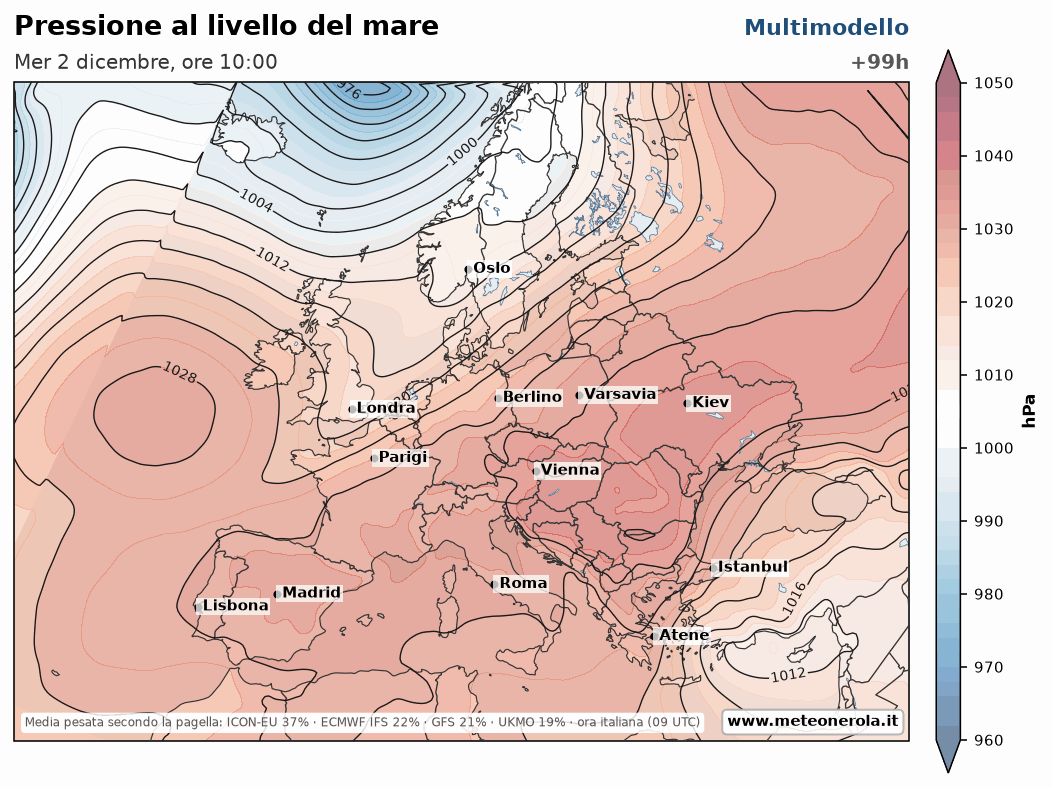 Pressione al livello del mare
Multimodello
Mer 2 dicembre, ore 10:00
+99h
976
1000
1004
1012
1028
Oslo
Londra
Berlino
Varsavia
Kiev
Parigi
Vienna
Istanbul
Roma
Madrid
Lisbona
Atene
1016
1012
1050
1040
1030
1020
1010
1000
990
980
970
960
hPa
Media pesata secondo la pagella: ICON-EU 37% · ECMWF IFS 22% · GFS 21% · UKMO 19% · ora italiana (09 UTC)
www.meteonerola.it